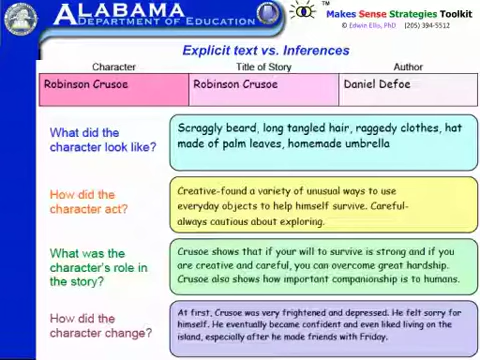 ALABAMA
DEPARTMENT OF EDUCATION
TM
Makes Sense Strategies Toolkit
© Edwin Ellis, PhD (205) 394-5512
Explicit text vs. Inferences
Character Title of Story Author
Robinson Crusoe Robinson Crusoe Daniel Defoe
What did the
character look like?
Scraggly beard, long tangled hair, raggedy clothes, hat
made of palm leaves, homemade umbrella
How did the
character act?
Creative-found a variety of unusual ways to use
everyday objects to help himself survive. Careful-
always cautious about exploring.
What was the
character's role in
the story?
Crusoe shows that if your will to survive is strong and if you
are creative and careful, you can overcome great hardship.
Crusoe also shows how important companionship is to humans.
How did the
character change?
At first, Crusoe was very frightened and depressed. He felt sorry for
himself. He eventually became confident and even liked living on the
island, especially after he made friends with Friday.